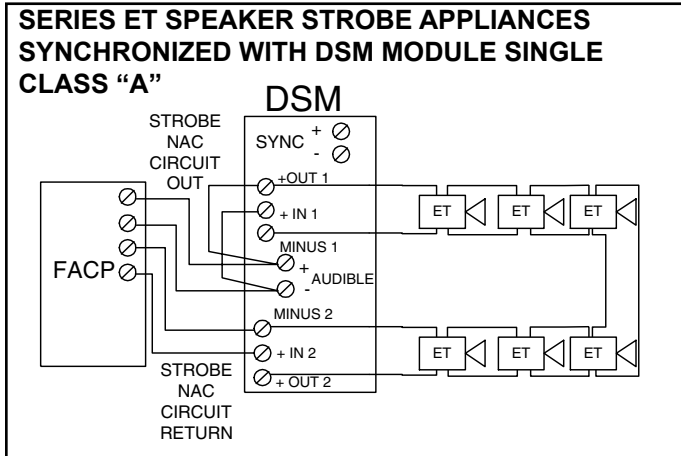 SERIES ET SPEAKER STROBE APPLIANCES
SYNCHRONIZED WITH DSM MODULE SINGLE
CLASS “A”
DSM
STROBE
NAC
CIRCUIT
OUT
SYNC +
-
+OUT 1
+ IN 1
MINUS 1
+
AUDIBLE
-
MINUS 2
+ IN 2
+ OUT 2
FACP
STROBE
NAC
CIRCUIT
RETURN
ET
ET
ET
ET
ET
ET